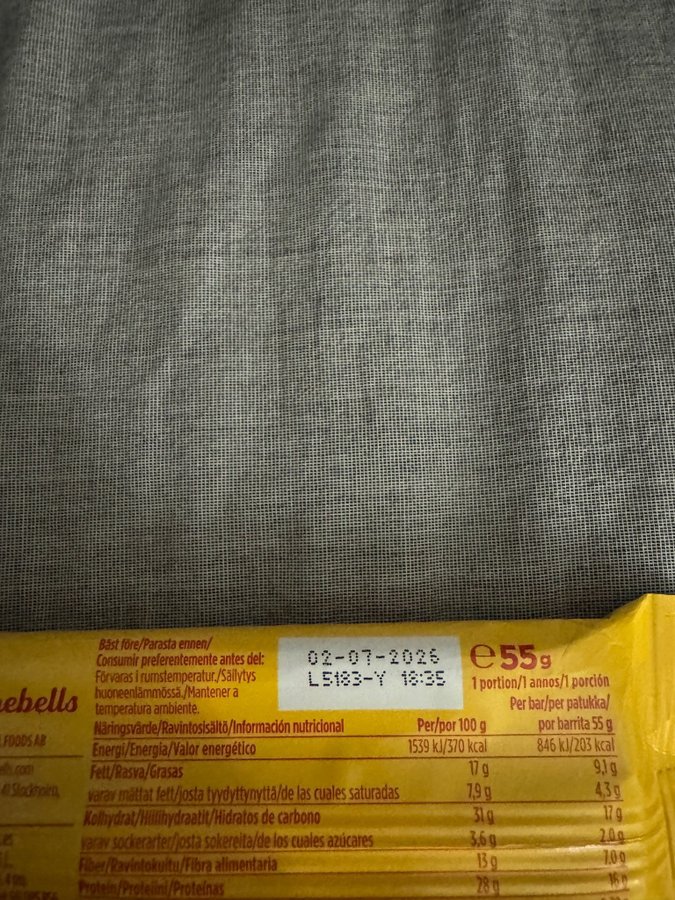 Bäst före/Parasta ennen/
Consumir preferentemente antes del:
Förvaras i rumstemperatur./Säilytys
huoneenlämmössä./Mantener a
temperatura ambiente.
02-07-2026
L5183-Y 18:35
e 55g
1 portion/1 annos/1 porción
ebells
FOODS AB
Stockholm,
Näringsvärde/Ravintosisältö/Información nutricional Per/por 100 g Per bar/per patukka/
por barrita 55 g
Energi/Energia/Valor energético 1539 kJ/370 kcal 846 kJ/203 kcal
Fett/Rasva/Grasas 17 g 9,1 g
varav mättat fett/josta tyydyttynyttä/de las cuales saturadas 7,9 g 4,3 g
Kolhydrat/Hiilihydraatit/Hidratos de carbono 31 g 17 g
varav sockerarter/josta sokereita/de los cuales azúcares 3,6 g 2,0 g
Fiber/Ravintokuitu/Fibra alimentaria 13 g 7,0 g
Protein/Proteiini/Proteínas 28 g 16 g